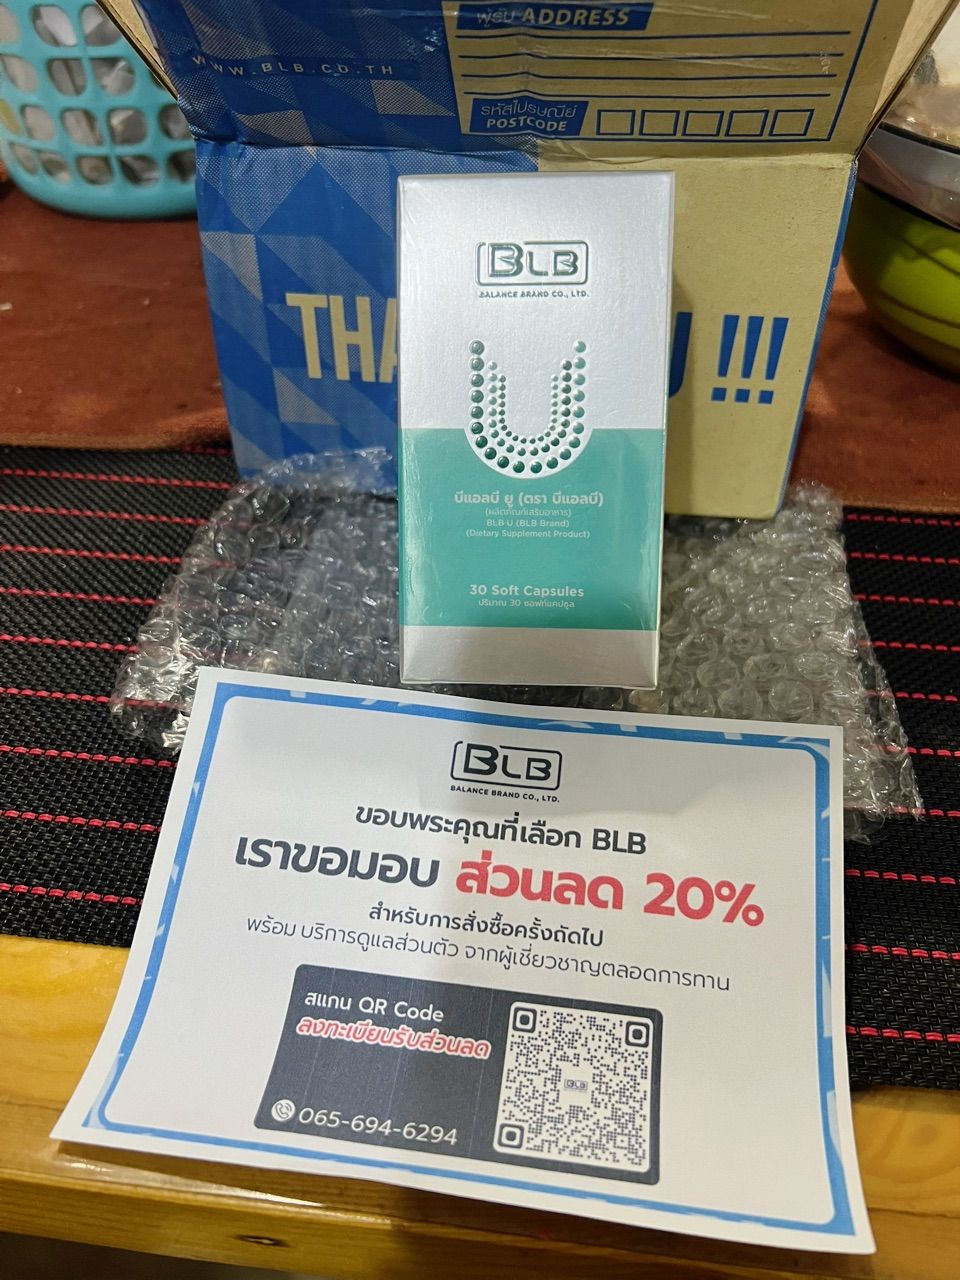 ผู้รับ ADDRESS
WWW.BLB.CO.TH
รหัสไปรษณีย์
POSTCODE
BLB
BALANCE BRAND CO., LTD.
THA U !!!
U
บีแอลบี ยู (ตรา บีแอลบี)
(ผลิตภัณฑ์เสริมอาหาร)
BLB U (BLB Brand)
(Dietary Supplement Product)
30 Soft Capsules
ปริมาณ 30 ซอฟท์แคปซูล
BLB
BALANCE BRAND CO., LTD.
ขอบพระคุณที่เลือก BLB
เราขอมอบ ส่วนลด 20%
สำหรับการสั่งซื้อครั้งถัดไป
พร้อม บริการดูแลส่วนตัว จากผู้เชี่ยวชาญตลอดการทาน
สแกน QR Code
ลงทะเบียนรับส่วนลด
065-694-6294
BLB